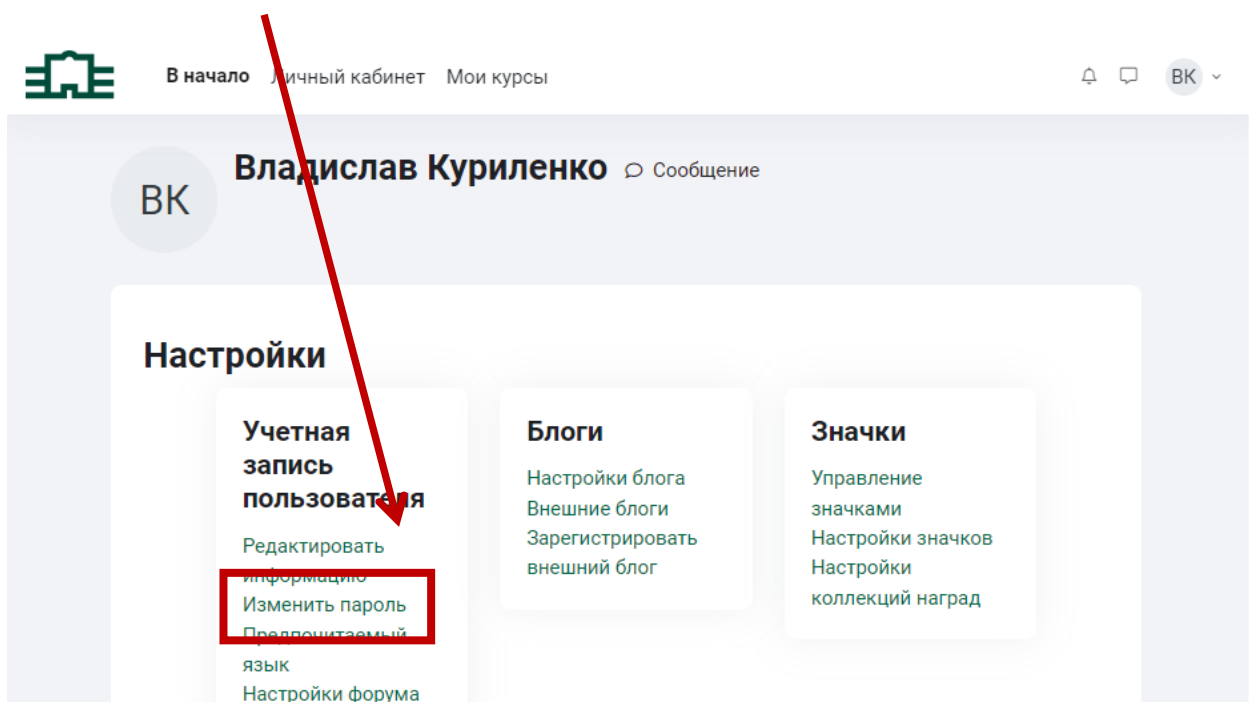 В начало Личный кабинет Мои курсы ВК
ВК
Владислав Куриленко Сообщение
Настройки
Учетная
запись
пользователя
Редактировать
информацию
Изменить пароль
Предпочитаемый
язык
Настройки форума
Блоги
Настройки блога
Внешние блоги
Зарегистрировать
внешний блог
Значки
Управление
значками
Настройки значков
Настройки
коллекций наград